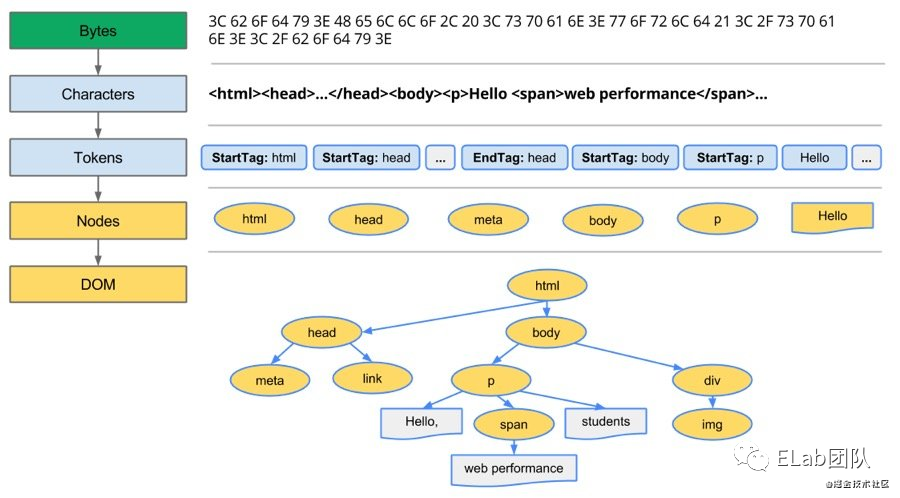 Bytes
3C 62 6F 64 79 3E 48 65 6C 6C 6F 2C 20 3C 73 70 61 6E 3E 77 6F 72 6C 64 21 3C 2F 73 70 61
6E 3E 3C 2F 62 6F 64 79 3E
Characters
<html><head>...</head><body><p>Hello <span>web performance</span>...
Tokens
StartTag: html
StartTag: head
...
EndTag: head
StartTag: body
StartTag: p
Hello
...
Nodes
html
head
meta
body
p
Hello
DOM
html
head
body
meta
link
p
div
Hello,
span
students
img
web performance
ELab团队
@掘金技术社区